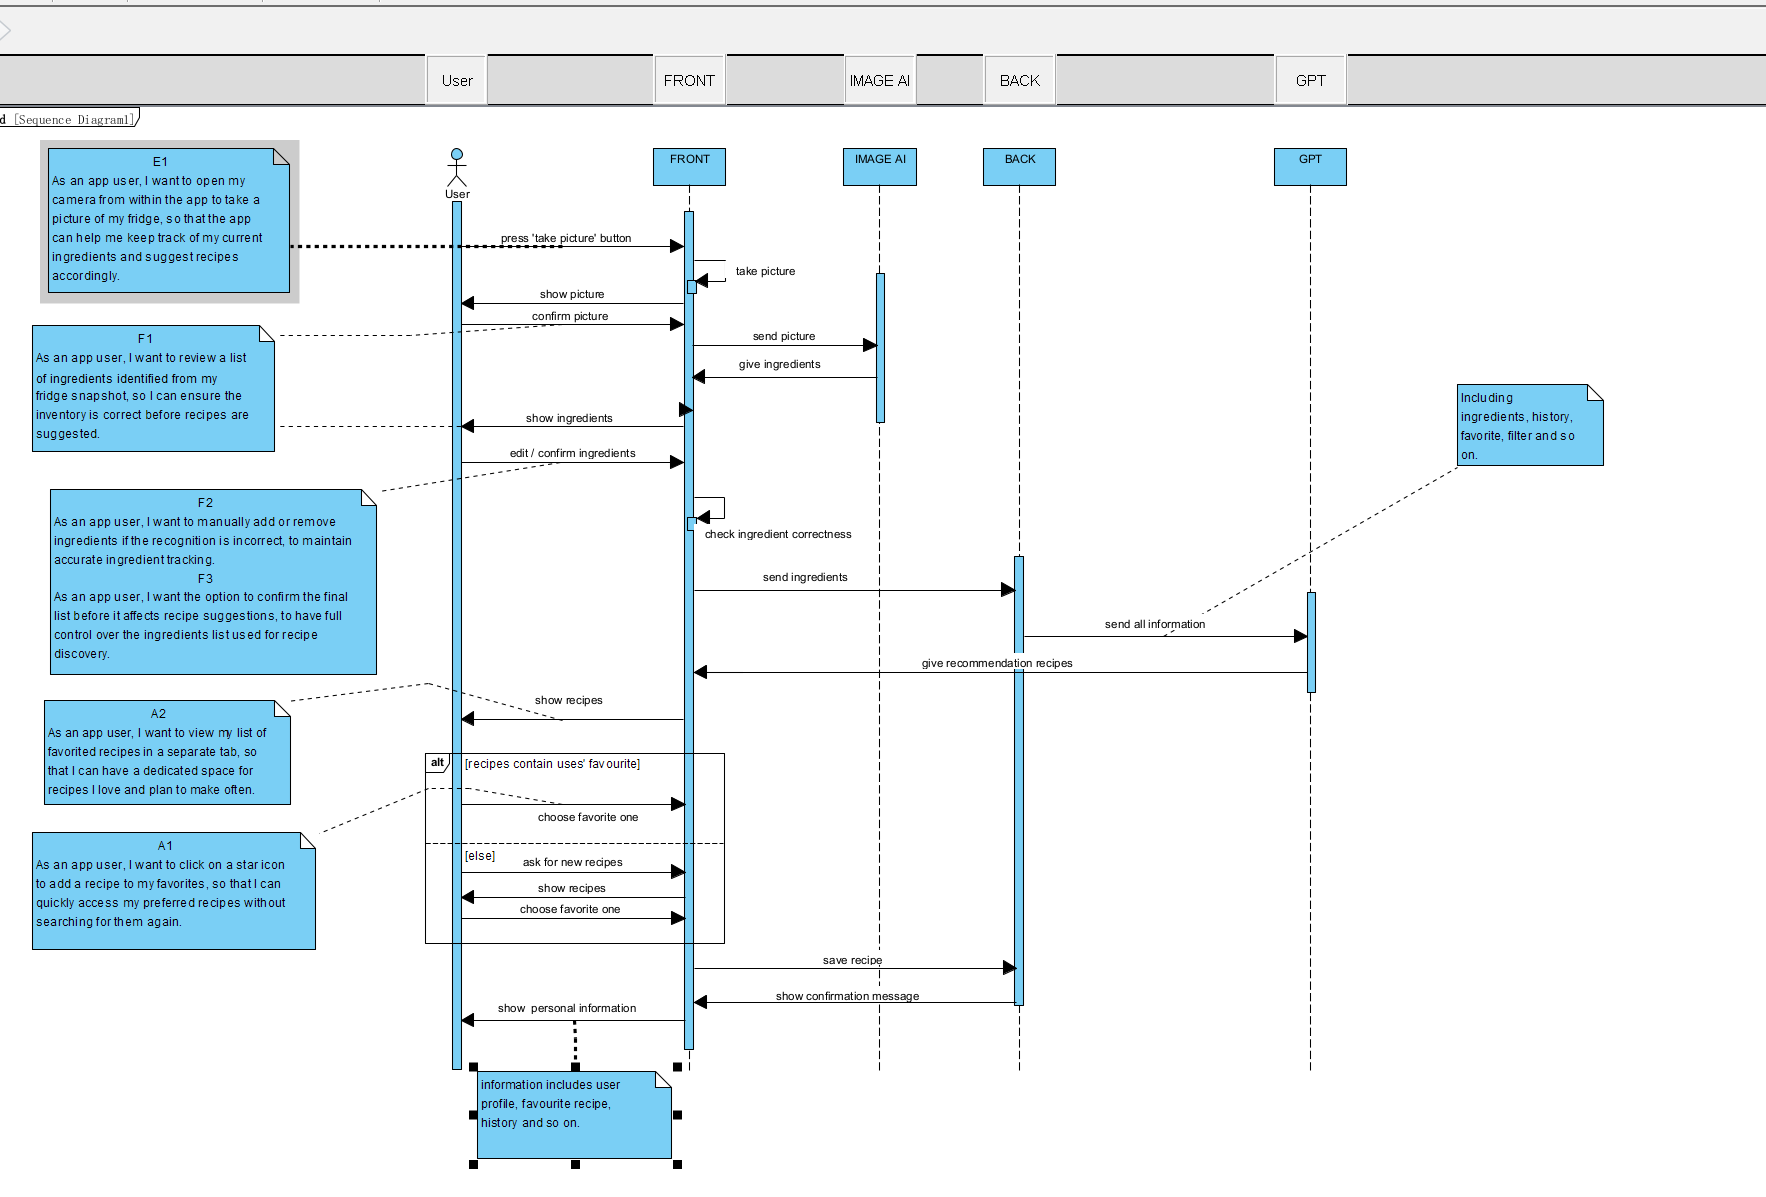 User
FRONT
IMAGE AI
BACK
GPT
d [Sequence Diagram1]
E1
As an app user, I want to open my
camera from within the app to take a
picture of my fridge, so that the app
can help me keep track of my current
ingredients and suggest recipes
accordingly.
User
FRONT
IMAGE AI
BACK
GPT
press 'take picture' button
take picture
show picture
confirm picture
F1
As an app user, I want to review a list
of ingredients identified from my
fridge snapshot, so I can ensure the
inventory is correct before recipes are
suggested.
send picture
give ingredients
show ingredients
edit / confirm ingredients
Including
ingredients, history,
favorite, filter and so
on.
F2
As an app user, I want to manually add or remove
ingredients if the recognition is incorrect, to maintain
accurate ingredient tracking.
F3
As an app user, I want the option to confirm the final
list before it affects recipe suggestions, to have full
control over the ingredients list used for recipe
discovery.
check ingredient correctness
send ingredients
send all information
give recommendation recipes
show recipes
A2
As an app user, I want to view my list of
favorited recipes in a separate tab, so
that I can have a dedicated space for
recipes I love and plan to make often.
alt
[recipes contain uses' favourite]
choose favorite one
A1
As an app user, I want to click on a star icon
to add a recipe to my favorites, so that I can
quickly access my preferred recipes without
searching for them again.
[else]
ask for new recipes
show recipes
choose favorite one
save recipe
show confirmation message
show personal information
information includes user
profile, favourite recipe,
history and so on.